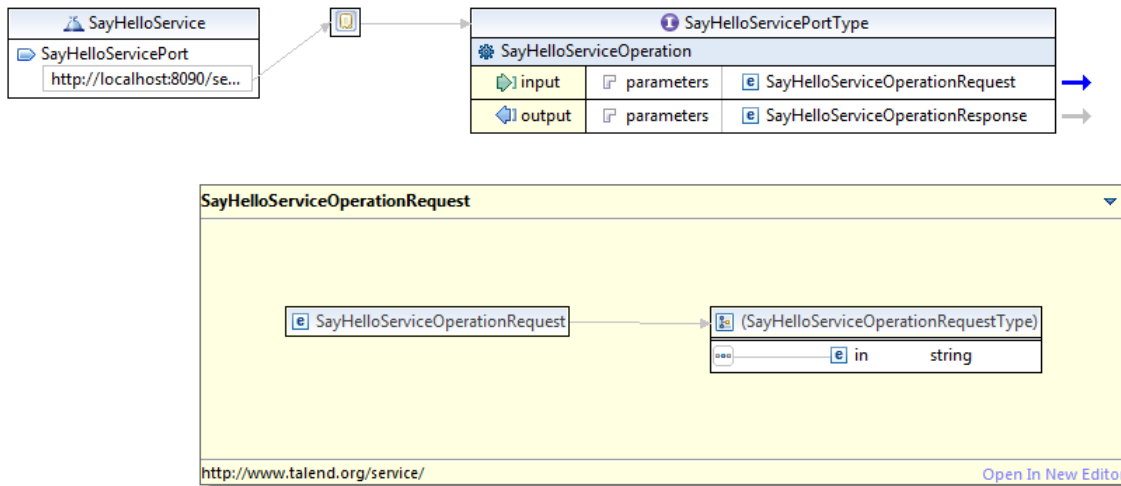 SayHelloService
SayHelloServicePort
http://localhost:8090/se...
SayHelloServicePortType
SayHelloServiceOperation
input parameters e SayHelloServiceOperationRequest
output parameters e SayHelloServiceOperationResponse
SayHelloServiceOperationRequest
e SayHelloServiceOperationRequest
(SayHelloServiceOperationRequestType)
e in string
http://www.talend.org/service/ Open In New Editor